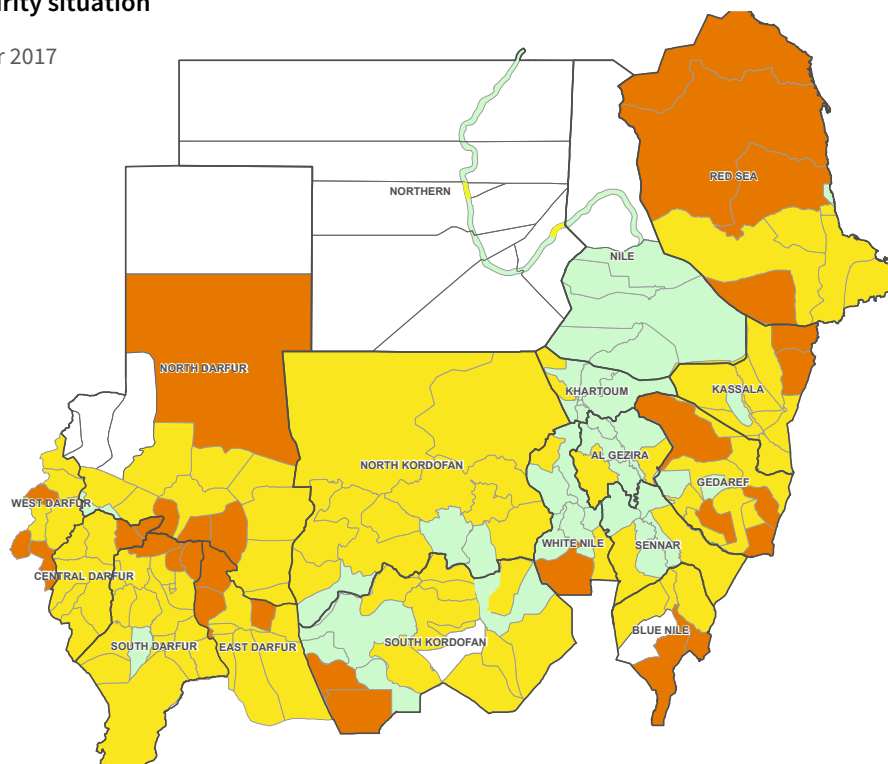 situation
2017
RED SEA
NORTHERN
NILE
NORTH DARFUR
KHARTOUM
KASSALA
AL GEZIRA
NORTH KORDOFAN
GEDAREF
WEST DARFUR
WHITE NILE
SENNAR
CENTRAL DARFUR
BLUE NILE
SOUTH KORDOFAN
SOUTH DARFUR
EAST DARFUR